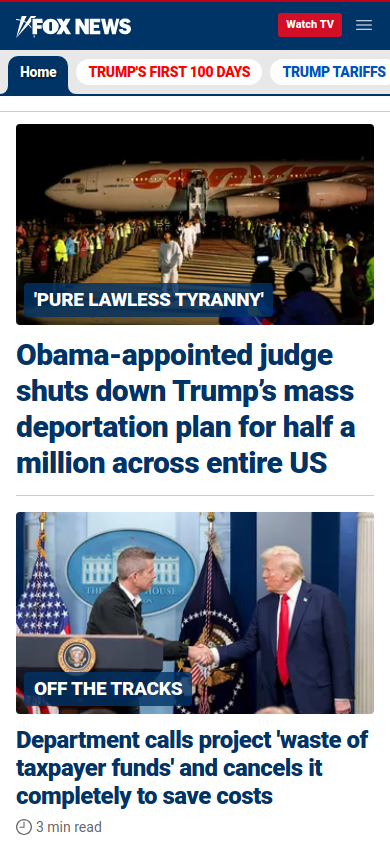 FOX NEWS
Watch TV
Home
TRUMP'S FIRST 100 DAYS
TRUMP TARIFFS
'PURE LAWLESS TYRANNY'
Obama-appointed judge
shuts down Trump’s mass
deportation plan for half a
million across entire US
THE
HOUSE
OFF THE TRACKS
Department calls project 'waste of
taxpayer funds' and cancels it
completely to save costs
3 min read